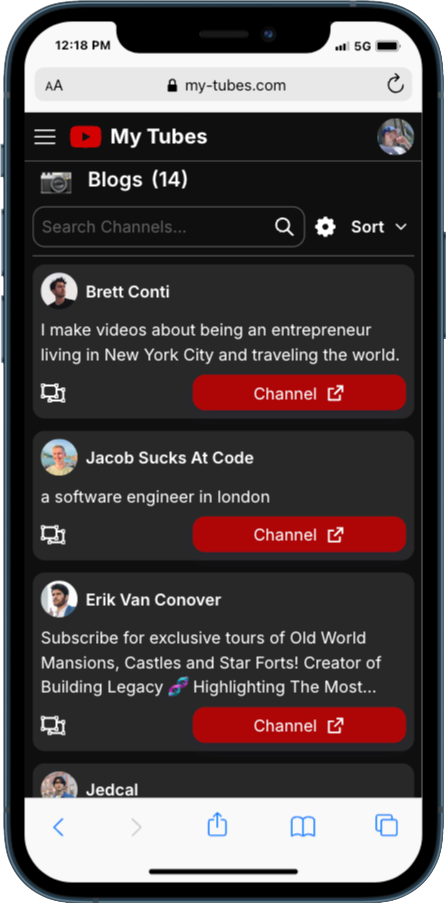 12:18 PM 5G
AA my-tubes.com
My Tubes
Blogs (14)
Search Channels... Sort
Brett Conti
I make videos about being an entrepreneur
living in New York City and traveling the world.
Channel
Jacob Sucks At Code
a software engineer in london
Channel
Erik Van Conover
Subscribe for exclusive tours of Old World
Mansions, Castles and Star Forts! Creator of
Building Legacy 🧬 Highlighting The Most...
Channel
Jedcal